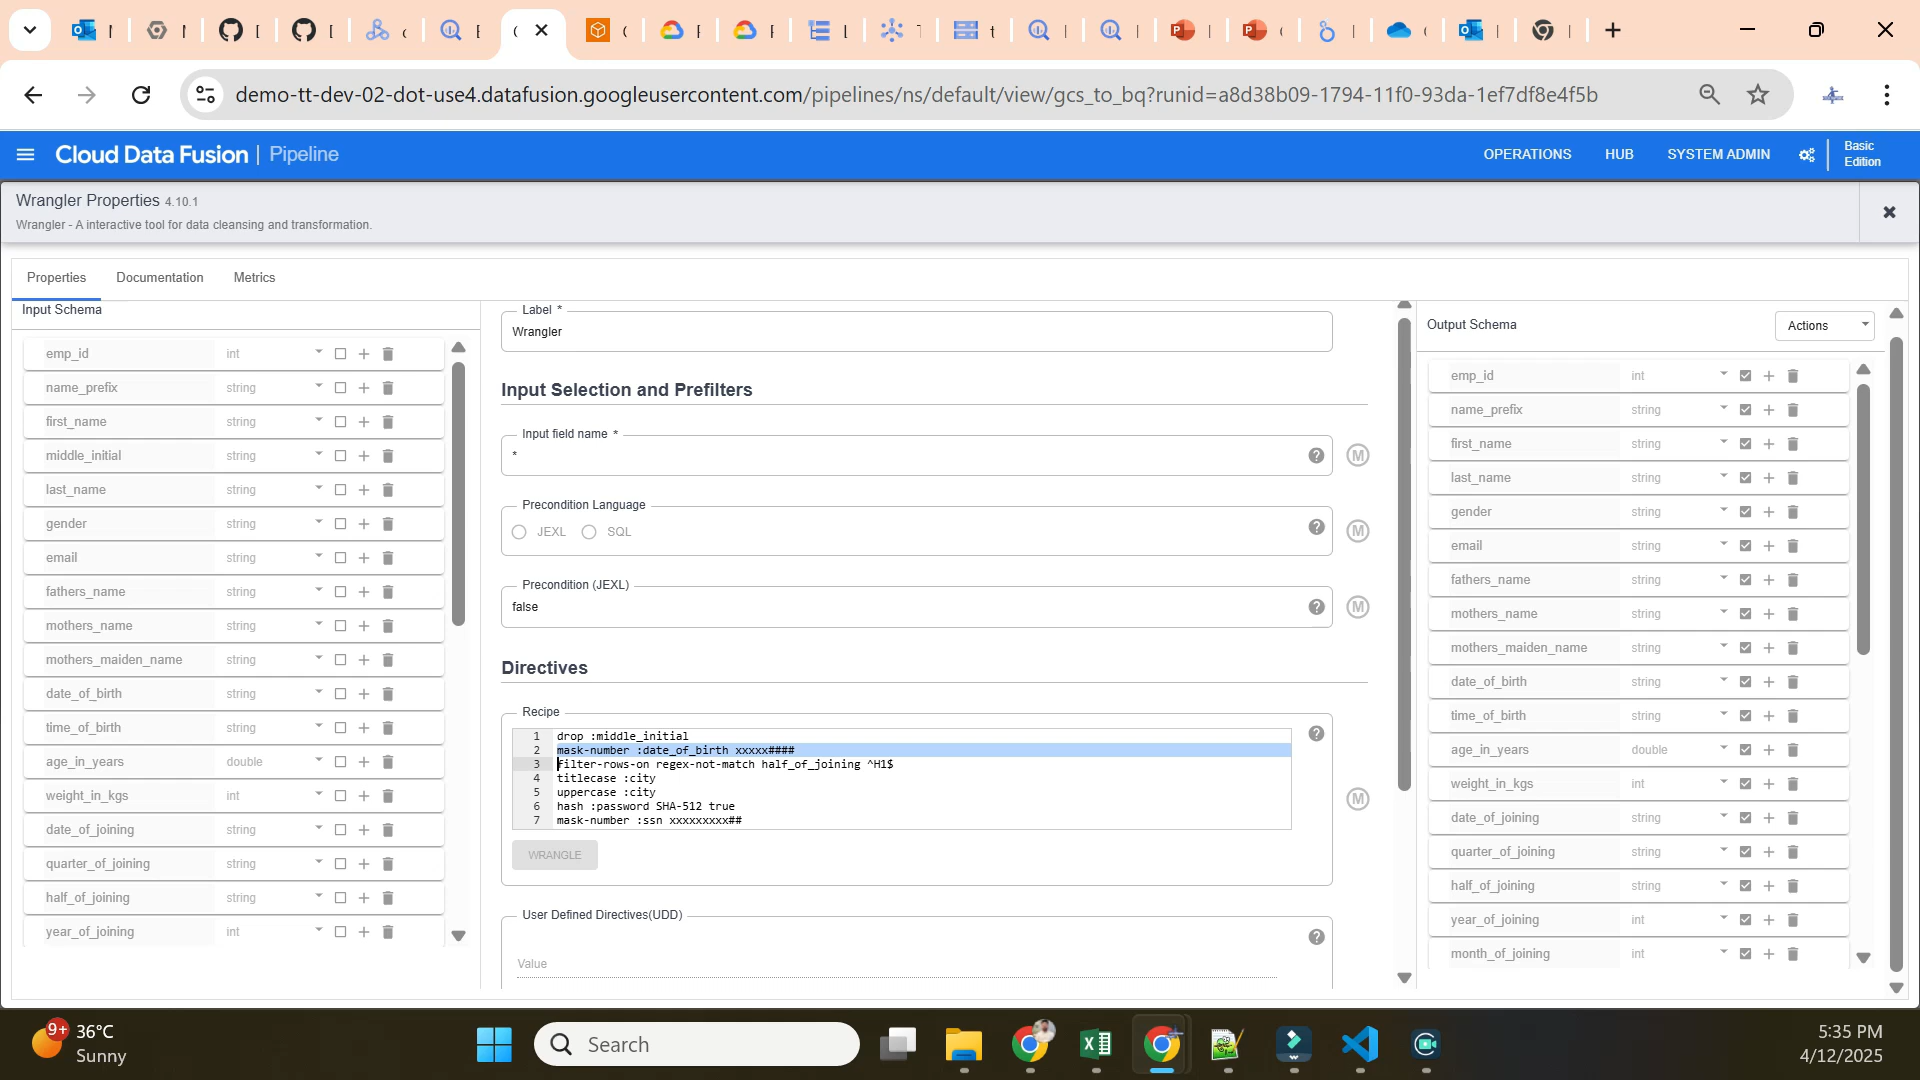 demo-tt-dev-02-dot-use4.datafusion.googleusercontent.com/pipelines/ns/default/view/gcs_to_bq?runid=a8d38b09-1794-11f0-93da-1ef7df8e4f5b
Cloud Data Fusion | Pipeline
OPERATIONS
HUB
SYSTEM ADMIN
Basic
Edition
Wrangler Properties 4.10.1
Wrangler - A interactive tool for data cleansing and transformation.
Properties
Documentation
Metrics
Input Schema
emp_id int
name_prefix string
first_name string
middle_initial string
last_name string
gender string
email string
fathers_name string
mothers_name string
mothers_maiden_name string
date_of_birth string
time_of_birth string
age_in_years double
weight_in_kgs int
date_of_joining string
quarter_of_joining string
half_of_joining string
year_of_joining int
Label *
Wrangler
Input Selection and Prefilters
Input field name *
*
Precondition Language
JEXL
SQL
Precondition (JEXL)
false
Directives
Recipe
1 drop :middle_initial
2 mask-number :date_of_birth xxxxx####
3 filter-rows-on regex-not-match half_of_joining ^H1$
4 titlecase :city
5 uppercase :city
6 hash :password SHA-512 true
7 mask-number :ssn xxxxxxxxx##
WRANGLE
User Defined Directives(UDD)
Value
Output Schema
Actions
emp_id int
name_prefix string
first_name string
last_name string
gender string
email string
fathers_name string
mothers_name string
mothers_maiden_name string
date_of_birth string
time_of_birth string
age_in_years double
weight_in_kgs int
date_of_joining string
quarter_of_joining string
half_of_joining string
year_of_joining int
month_of_joining int
9+
36°C
Sunny
Search
5:35 PM
4/12/2025